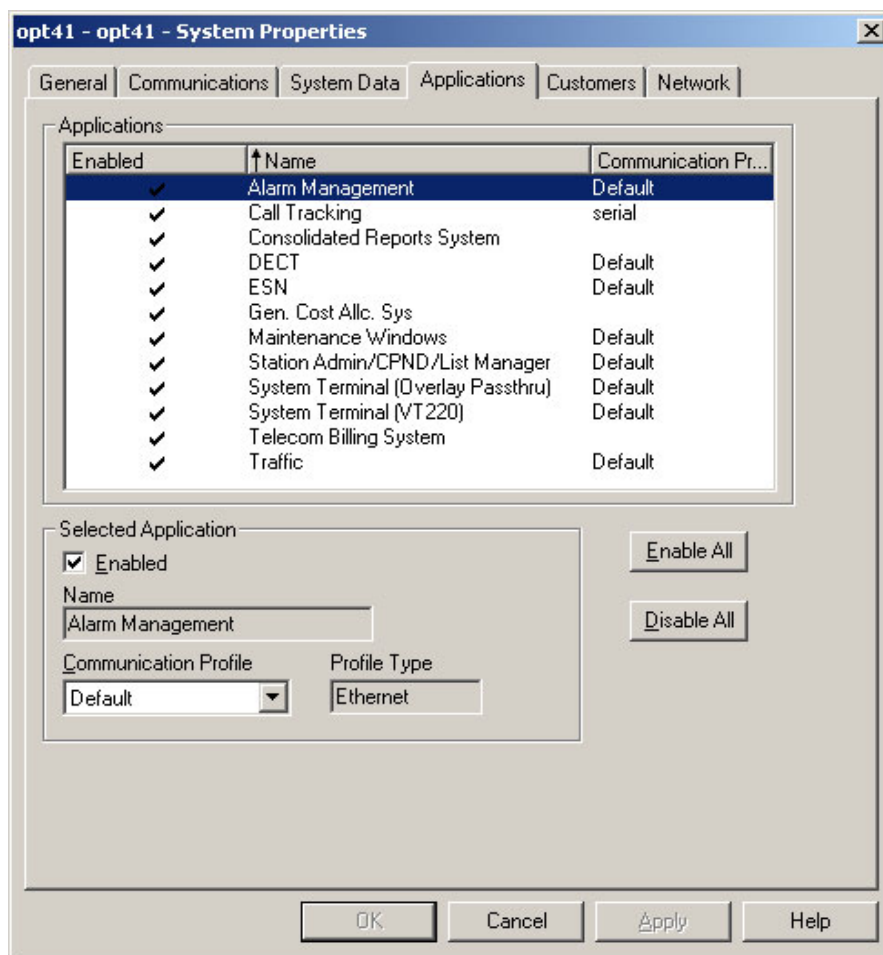 opt41 - opt41 - System Properties
General Communications System Data Applications Customers Network
Applications
Enabled Name Communication Pr...
Alarm Management Default
Call Tracking serial
Consolidated Reports System
DECT Default
ESN Default
Gen. Cost Allc. Sys
Maintenance Windows Default
Station Admin/CPND/List Manager Default
System Terminal (Overlay Passthru) Default
System Terminal (VT220) Default
Telecom Billing System
Traffic Default
Selected Application
Enabled
Enable All
Name
Alarm Management
Disable All
Communication Profile Profile Type
Default Ethernet
OK Cancel Apply Help